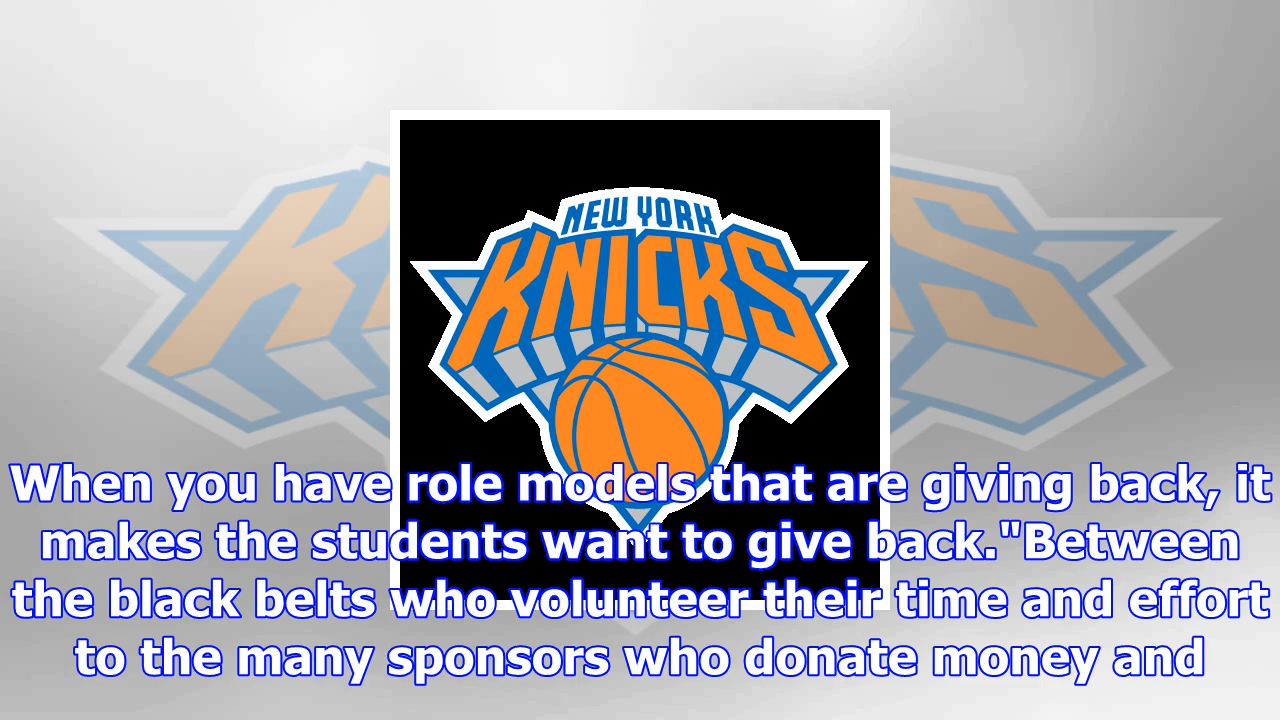 NEW YORK
KNICKS
When you have role models that are giving back, it
makes the students want to give back."Between
the black belts who volunteer their time and effort
to the many sponsors who donate money and